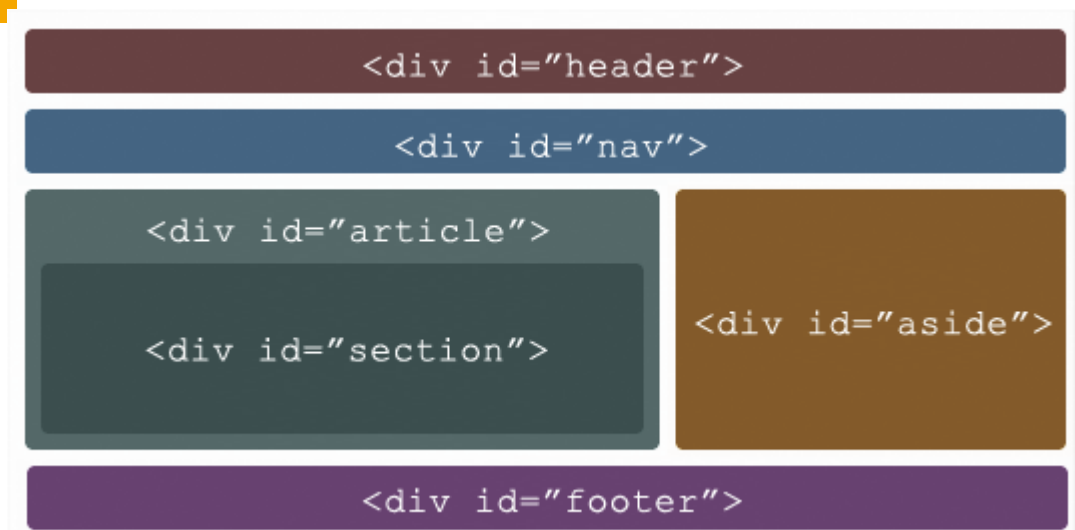 <div id=″header″>
<div id=″nav″>
<div id=″article″>
<div id=″section″>
<div id=″aside″>
<div id=″footer″>